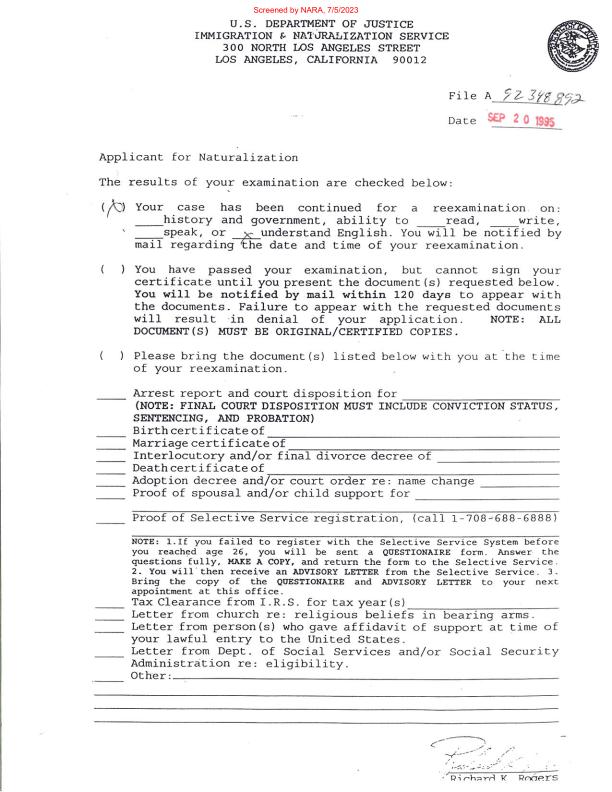 Screened by NARA, 7/5/2023
U.S. DEPARTMENT OF JUSTICE
IMMIGRATION & NATURALIZATION SERVICE
300 NORTH LOS ANGELES STREET
LOS ANGELES, CALIFORNIA 90012
File A 92 348 892
Date SEP 20 1995
Applicant for Naturalization
The results of your examination are checked below:
(X) Your case has been continued for a reexamination on:
____history and government, ability to ____read, ____write,
____speak, or __x_understand English. You will be notified by
mail regarding the date and time of your reexamination.
( ) You have passed your examination, but cannot sign your
certificate until you present the document(s) requested below.
You will be notified by mail within 120 days to appear with
the documents. Failure to appear with the requested documents
will result in denial of your application. NOTE: ALL
DOCUMENT(S) MUST BE ORIGINAL/CERTIFIED COPIES.
( ) Please bring the document(s) listed below with you at the time
of your reexamination.
____ Arrest report and court disposition for ____
(NOTE: FINAL COURT DISPOSITION MUST INCLUDE CONVICTION STATUS,
SENTENCING, AND PROBATION)
____ Birth certificate of ____
____ Marriage certificate of ____
____ Interlocutory and/or final divorce decree of ____
____ Death certificate of ____
____ Adoption decree and/or court order re: name change ____
____ Proof of spousal and/or child support for ____
____ Proof of Selective Service registration, (call 1-708-688-6888)
NOTE: 1.If you failed to register with the Selective Service System before
you reached age 26, you will be sent a QUESTIONAIRE form. Answer the
questions fully, MAKE A COPY, and return the form to the Selective Service.
2. You will then receive an ADVISORY LETTER from the Selective Service. 3.
Bring the copy of the QUESTIONAIRE and ADVISORY LETTER to your next
appointment at this office.
____ Tax Clearance from I.R.S. for tax year(s) ____
____ Letter from church re: religious beliefs in bearing arms.
____ Letter from person(s) who gave affidavit of support at time of
your lawful entry to the United States.
____ Letter from Dept. of Social Services and/or Social Security
Administration re: eligibility.
____ Other: ____
Richard K. Rogers